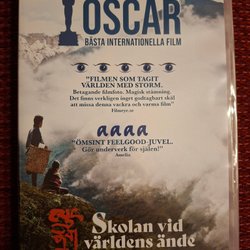 OSCAR
BÄSTA INTERNATIONELLA FILM
"FILMEN SOM TAGIT
VÄRLDEN MED STORM.
Betagande filmfoto. Magisk stämning.
Det finns verkligen inget godtagbart skäl
att missa denna vackra och varma film"
Filmeye.se
aaaa
"ÖMSINT FEELGOOD-JUVEL.
Gör underverk för själen!"
Amelia
Skolan vid
världens ände